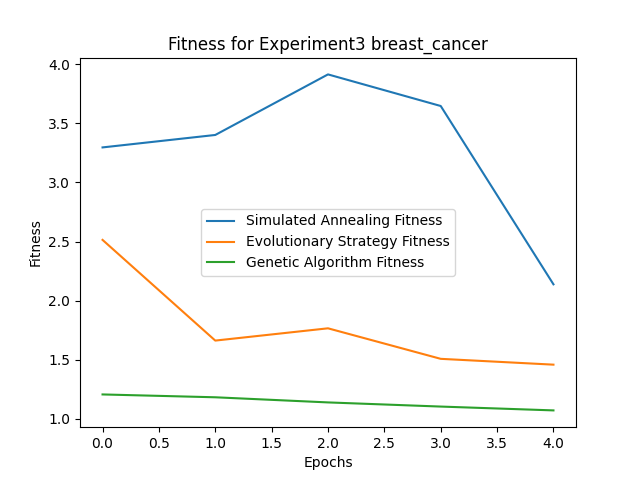 Fitness for Experiment3 breast_cancer
4.0
3.5
3.0
2.5
2.0
1.5
1.0
Fitness
Simulated Annealing Fitness
Evolutionary Strategy Fitness
Genetic Algorithm Fitness
0.0 0.5 1.0 1.5 2.0 2.5 3.0 3.5 4.0
Epochs